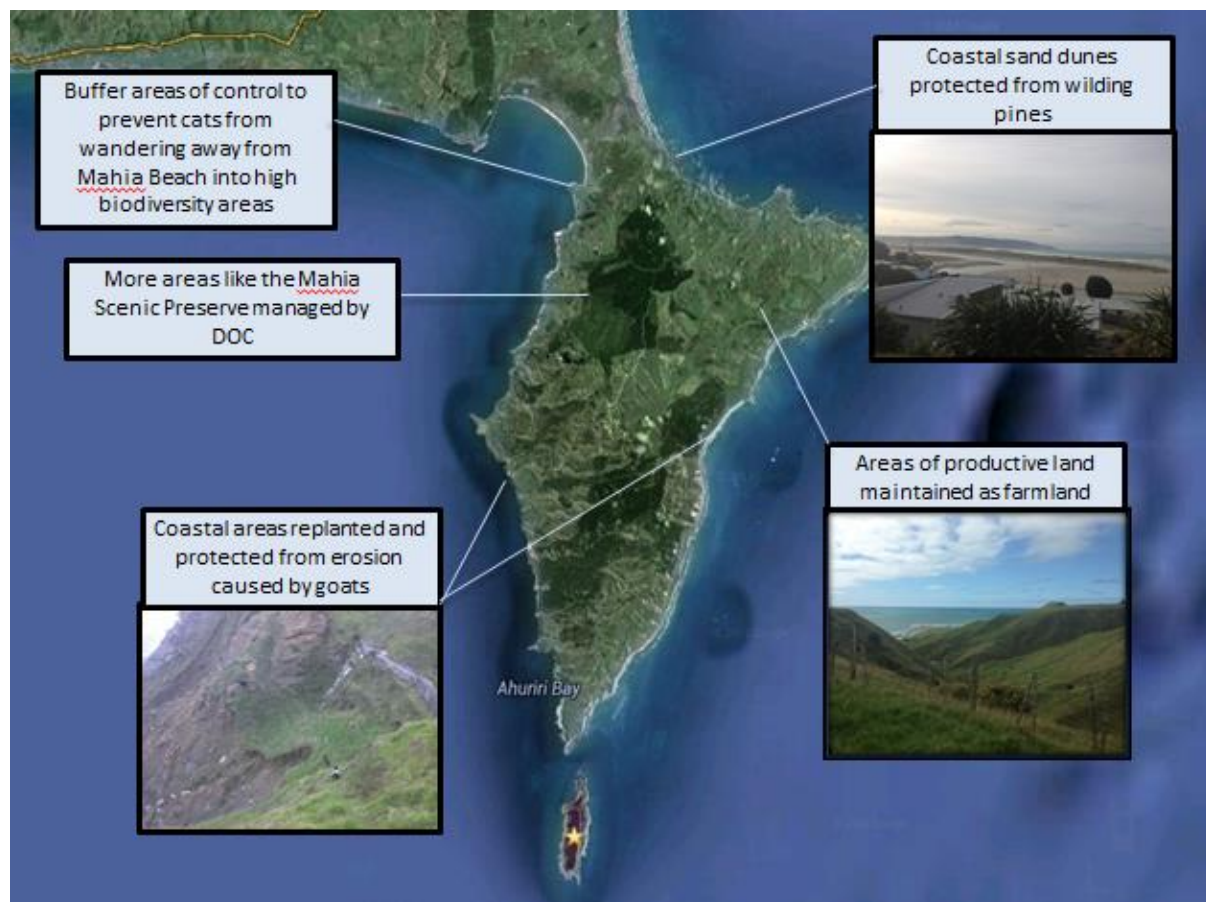 Buffer areas of control to
prevent cats from
wandering away from
Mahia Beach into high
biodiversity areas
Coastal sand dunes
protected from wilding
pines
More areas like the Mahia
Scenic Preserve managed by
DOC
Areas of productive land
maintained as farmland
Coastal areas replanted and
protected from erosion
caused by goats
Ahuriri Bay